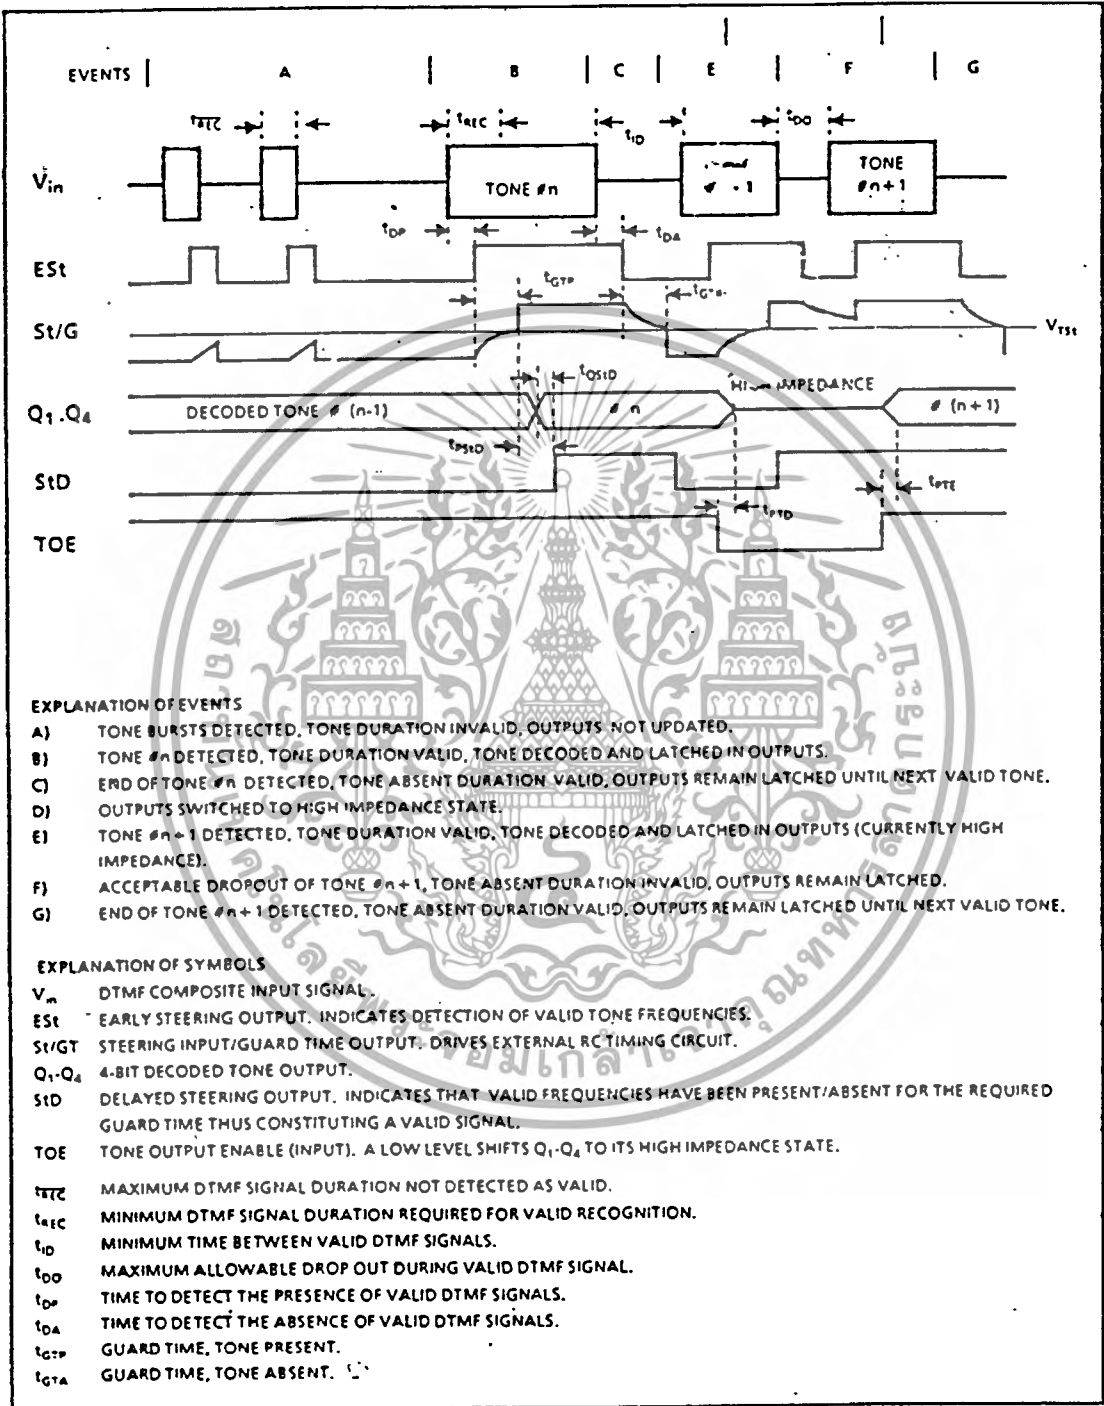 EVENTS A B C E F G
tREC tREC tID tDO
Vin TONE #n TONE #n+1
tDP tDA
ESt
tGTP
St/G VTSt
tQStD
IMPEDANCE
Q1-Q4 DECODED TONE # (n-1) # n # (n + 1)
tPStD
StD tPTE
tPTD
TOE
EXPLANATION OF EVENTS
A) TONE BURSTS DETECTED, TONE DURATION INVALID, OUTPUTS NOT UPDATED.
B) TONE #n DETECTED, TONE DURATION VALID, TONE DECODED AND LATCHED IN OUTPUTS.
C) END OF TONE #n DETECTED, TONE ABSENT DURATION VALID, OUTPUTS REMAIN LATCHED UNTIL NEXT VALID TONE.
D) OUTPUTS SWITCHED TO HIGH IMPEDANCE STATE.
E) TONE #n + 1 DETECTED, TONE DURATION VALID, TONE DECODED AND LATCHED IN OUTPUTS (CURRENTLY HIGH
IMPEDANCE).
F) ACCEPTABLE DROPOUT OF TONE #n + 1, TONE ABSENT DURATION INVALID, OUTPUTS REMAIN LATCHED.
G) END OF TONE #n + 1 DETECTED, TONE ABSENT DURATION VALID, OUTPUTS REMAIN LATCHED UNTIL NEXT VALID TONE.
EXPLANATION OF SYMBOLS
Vin DTMF COMPOSITE INPUT SIGNAL.
ESt EARLY STEERING OUTPUT. INDICATES DETECTION OF VALID TONE FREQUENCIES.
St/GT STEERING INPUT/GUARD TIME OUTPUT. DRIVES EXTERNAL RC TIMING CIRCUIT.
Q1-Q4 4-BIT DECODED TONE OUTPUT.
StD DELAYED STEERING OUTPUT. INDICATES THAT VALID FREQUENCIES HAVE BEEN PRESENT/ABSENT FOR THE REQUIRED
GUARD TIME THUS CONSTITUTING A VALID SIGNAL.
TOE TONE OUTPUT ENABLE (INPUT). A LOW LEVEL SHIFTS Q1-Q4 TO ITS HIGH IMPEDANCE STATE.
tREC MAXIMUM DTMF SIGNAL DURATION NOT DETECTED AS VALID.
tREC MINIMUM DTMF SIGNAL DURATION REQUIRED FOR VALID RECOGNITION.
tID MINIMUM TIME BETWEEN VALID DTMF SIGNALS.
tDO MAXIMUM ALLOWABLE DROP OUT DURING VALID DTMF SIGNAL.
tDP TIME TO DETECT THE PRESENCE OF VALID DTMF SIGNALS.
tDA TIME TO DETECT THE ABSENCE OF VALID DTMF SIGNALS.
tGTP GUARD TIME, TONE PRESENT.
tGTA GUARD TIME, TONE ABSENT.